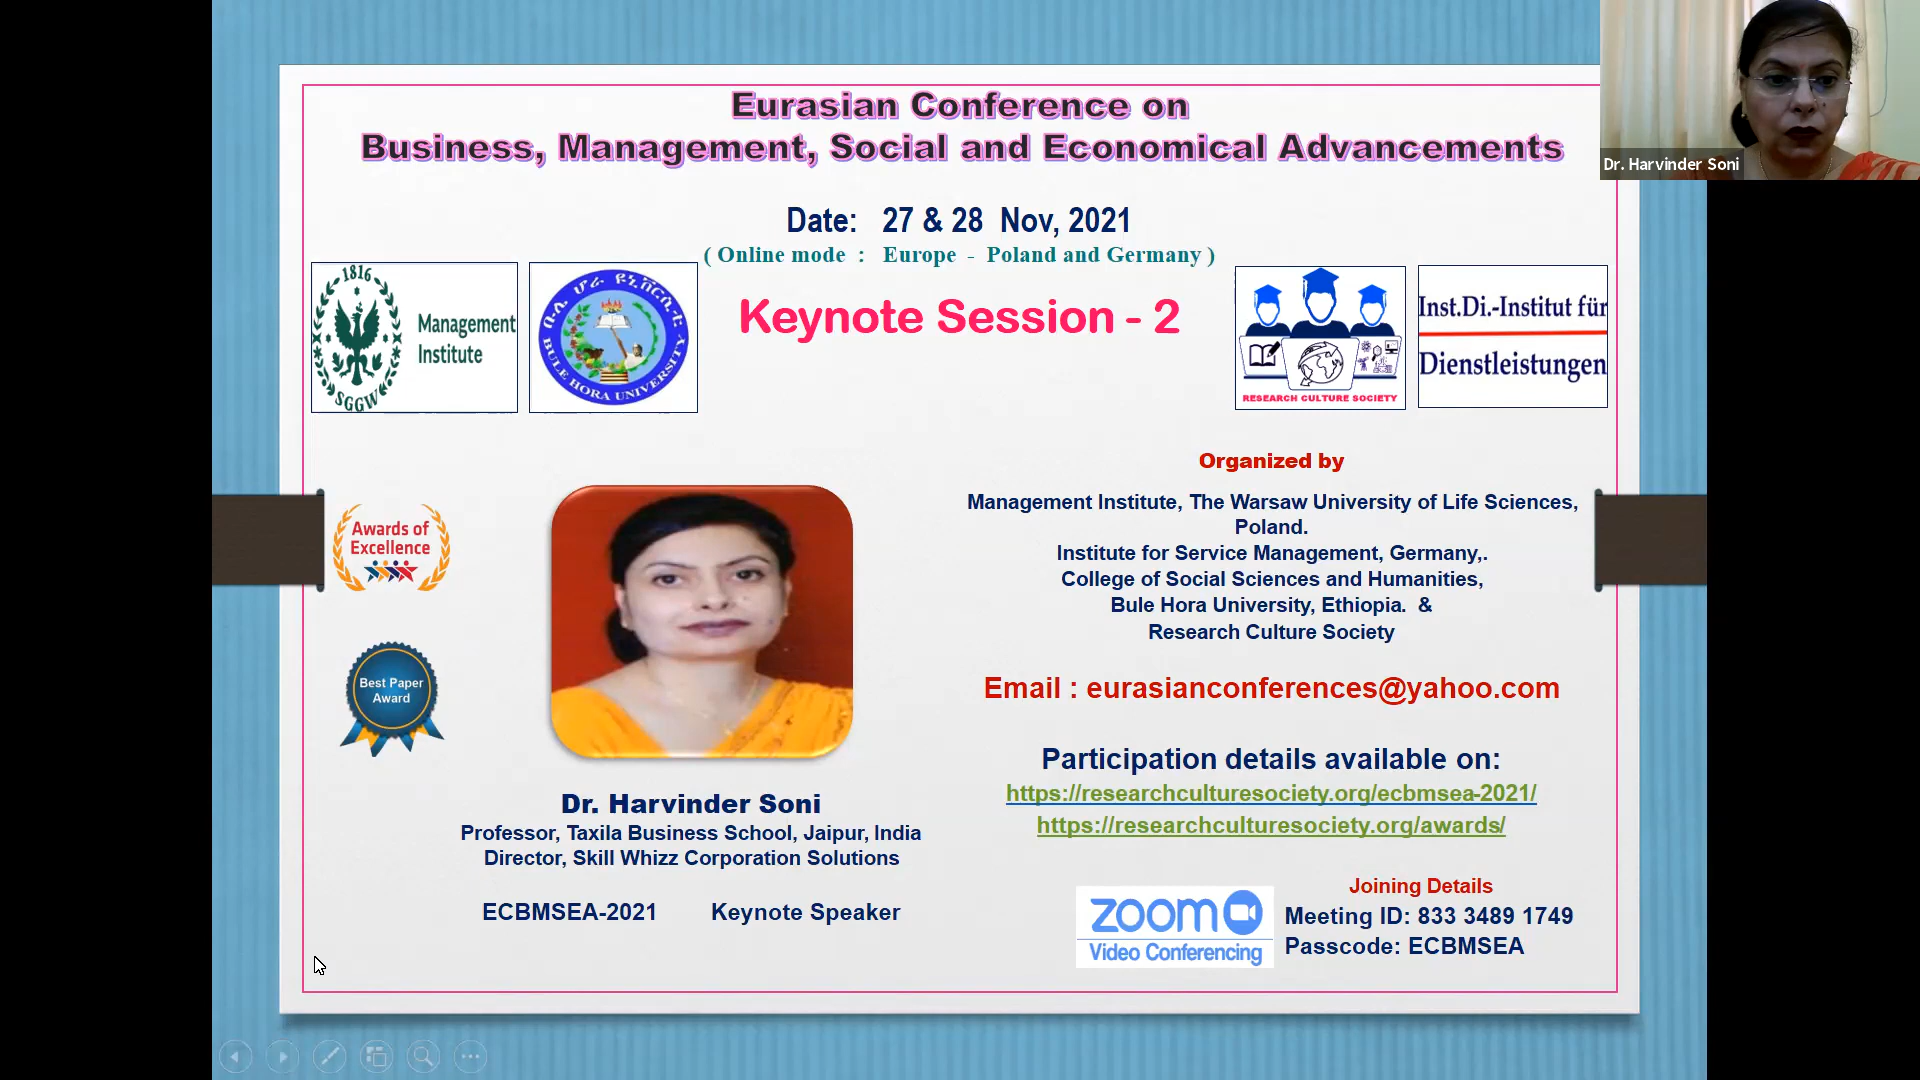 Eurasian Conference on
Business, Management, Social and Economical Advancements
Dr. Harvinder Soni
Date: 27 & 28 Nov, 2021
( Online mode : Europe - Poland and Germany )
Keynote Session - 2
1816
SGGW
Management
Institute
ቡሌ ሆራ ዩኒቨርሲቲ
BULE HORA UNIVERSITY
RESEARCH CULTURE SOCIETY
Inst.Di.-Institut für
Dienstleistungen
Awards of
Excellence
Best Paper
Award
Dr. Harvinder Soni
Professor, Taxila Business School, Jaipur, India
Director, Skill Whizz Corporation Solutions
ECBMSEA-2021 Keynote Speaker
Organized by
Management Institute, The Warsaw University of Life Sciences,
Poland.
Institute for Service Management, Germany,.
College of Social Sciences and Humanities,
Bule Hora University, Ethiopia. &
Research Culture Society
Email : eurasianconferences@yahoo.com
Participation details available on:
https://researchculturesociety.org/ecbmsea-2021/
https://researchculturesociety.org/awards/
zoom
Video Conferencing
Joining Details
Meeting ID: 833 3489 1749
Passcode: ECBMSEA